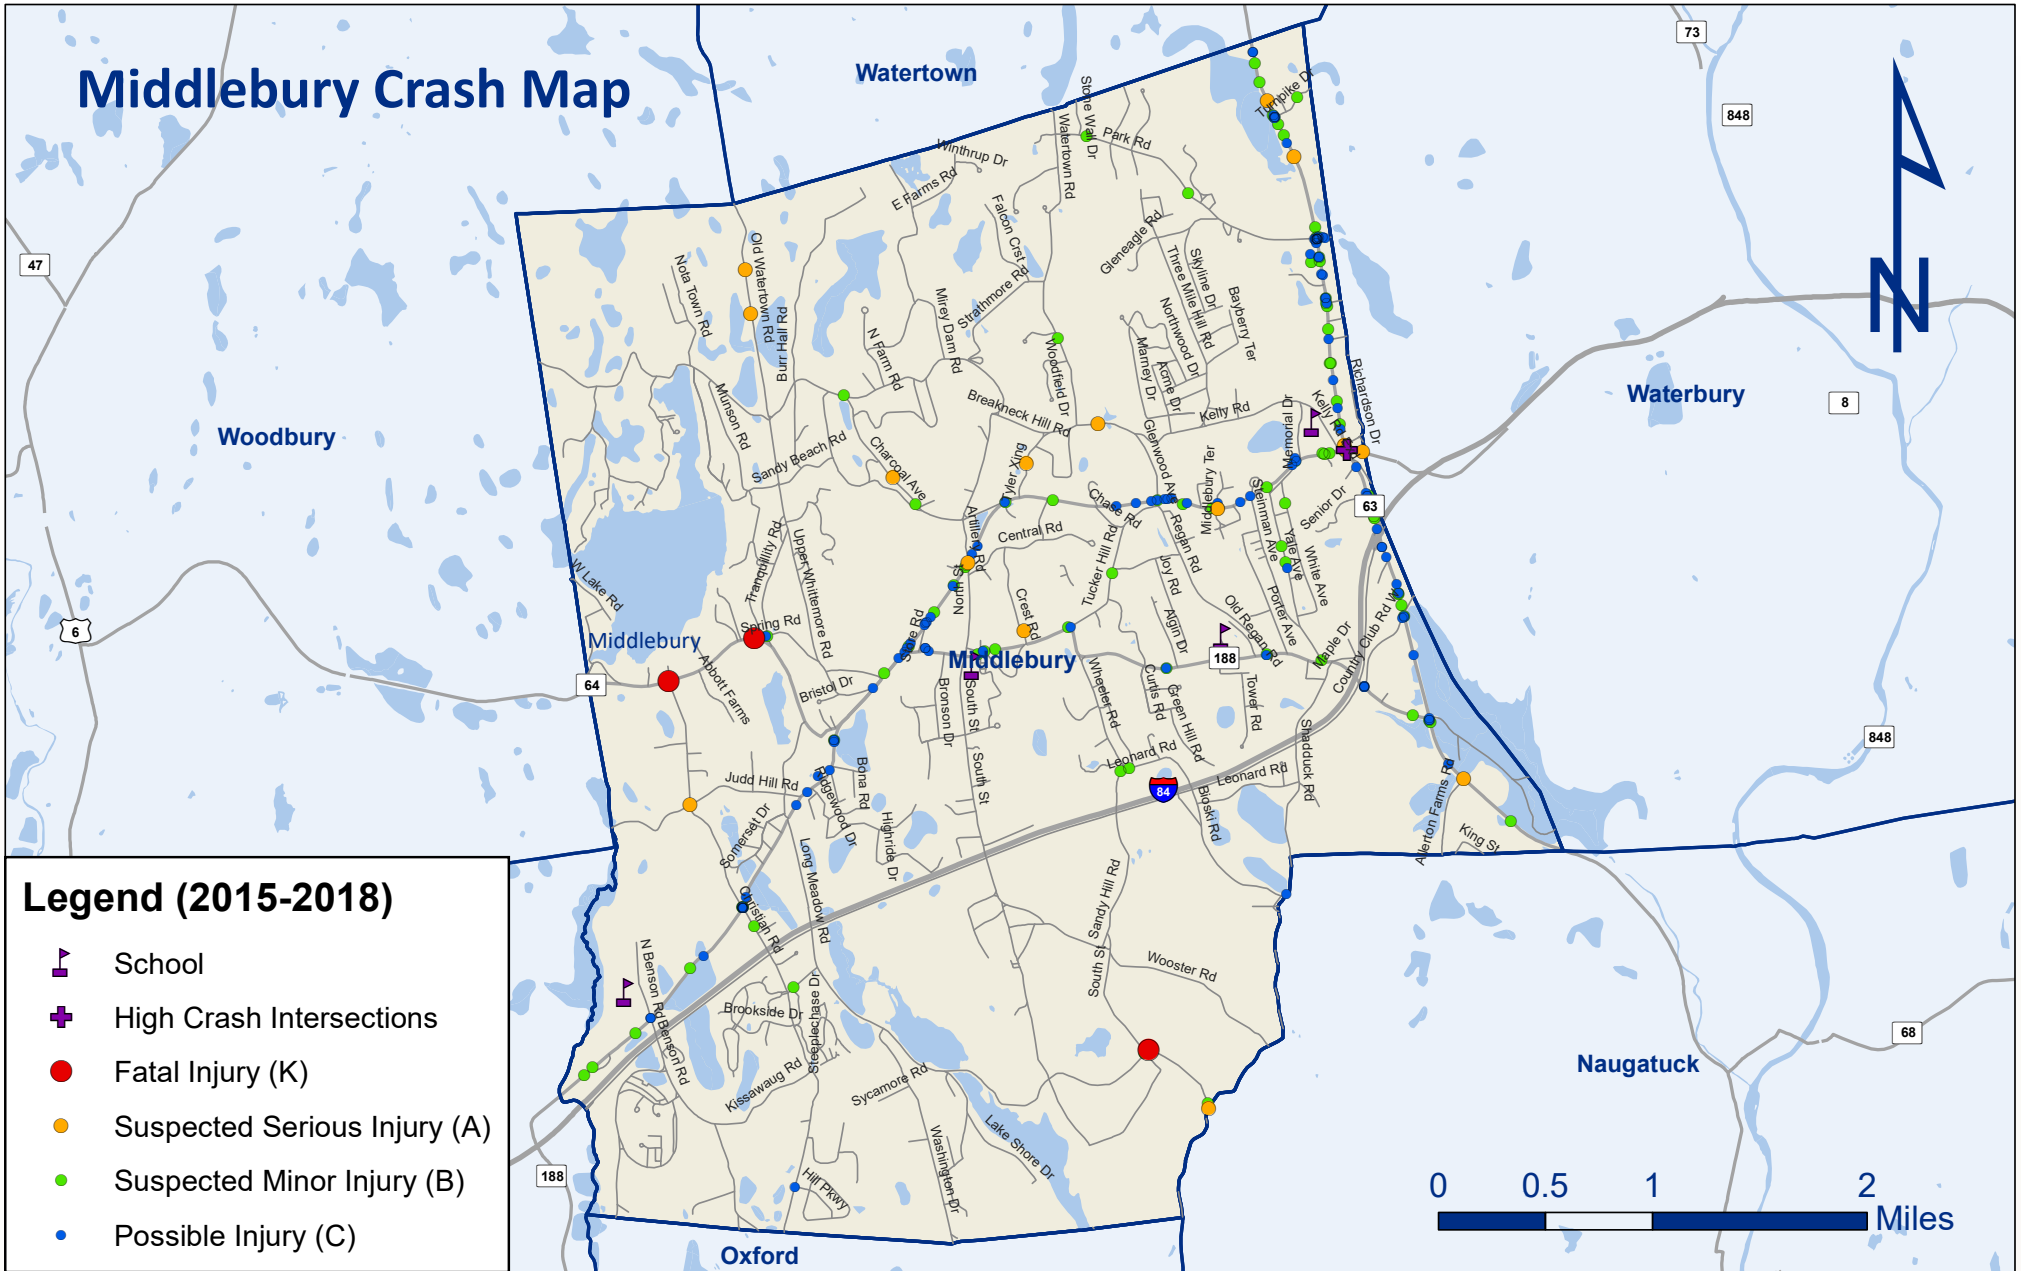 Middlebury Crash Map
Watertown
Woodbury
Waterbury
Naugatuck
Oxford
Middlebury
Middlebury
73
848
47
8
6
64
63
188
84
848
68
188
N
Turnpike Dr
Stone Wall Dr
Watertown Rd
Park Rd
Winthrup Dr
E Farms Rd
Falcon Crst
Gleneagle Rd
Old Watertown Rd
Nota Town Rd
Burr Hall Rd
Mirey Dam Rd
Strathmore Rd
Three Mile Hill Rd
Skyline Dr
Northwood Dr
Bayberry Ter
N Farm Rd
Woodfield Dr
Marney Dr
Acme Dr
Richardson Dr
Munson Rd
Breakneck Hill Rd
Kelly Rd
Kelly Rd
Memorial Dr
Sandy Beach Rd
Charcoal Ave
Tyler Xing
Glenwood Ave
Middlebury Ter
Steinman Ave
Senior Dr
Chase Rd
Artillery Rd
Central Rd
Regan Rd
Yale Ave
White Ave
Tranquillity Rd
Upper Whittemore Rd
Tucker Hill Rd
Joy Rd
W Lake Rd
North St
Crest Rd
Porter Ave
Old Regan Rd
Algin Dr
Spring Rd
Store Rd
Maple Dr
Country Club Rd W
Abbott Farms
Bristol Dr
Bronson Dr
South St
Wheeler Rd
Curtis Rd
Green Hill Rd
Tower Rd
Shadduck Rd
Leonard Rd
Leonard Rd
Judd Hill Rd
Ridgewood Dr
Bona Rd
South St
Bioski Rd
Allerton Farms Rd
King St
Somerset Dr
Highride Dr
Long Meadow Rd
Christian Rd
Sandy Hill Rd
South St
Wooster Rd
N Benson Rd
Benson Rd
Brookside Dr
Steeplechase Dr
Kissawaug Rd
Sycamore Rd
Lake Shore Dr
Washington Dr
Hill Pkwy
Legend (2015-2018)
School
High Crash Intersections
Fatal Injury (K)
Suspected Serious Injury (A)
Suspected Minor Injury (B)
Possible Injury (C)
0 0.5 1 2
Miles